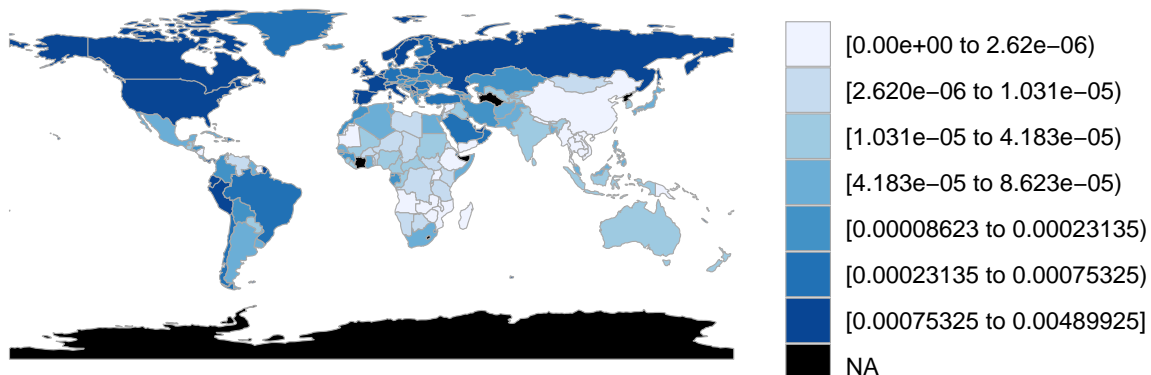 [0.00e+00 to 2.62e−06)
[2.620e−06 to 1.031e−05)
[1.031e−05 to 4.183e−05)
[4.183e−05 to 8.623e−05)
[0.00008623 to 0.00023135)
[0.00023135 to 0.00075325)
[0.00075325 to 0.00489925]
NA